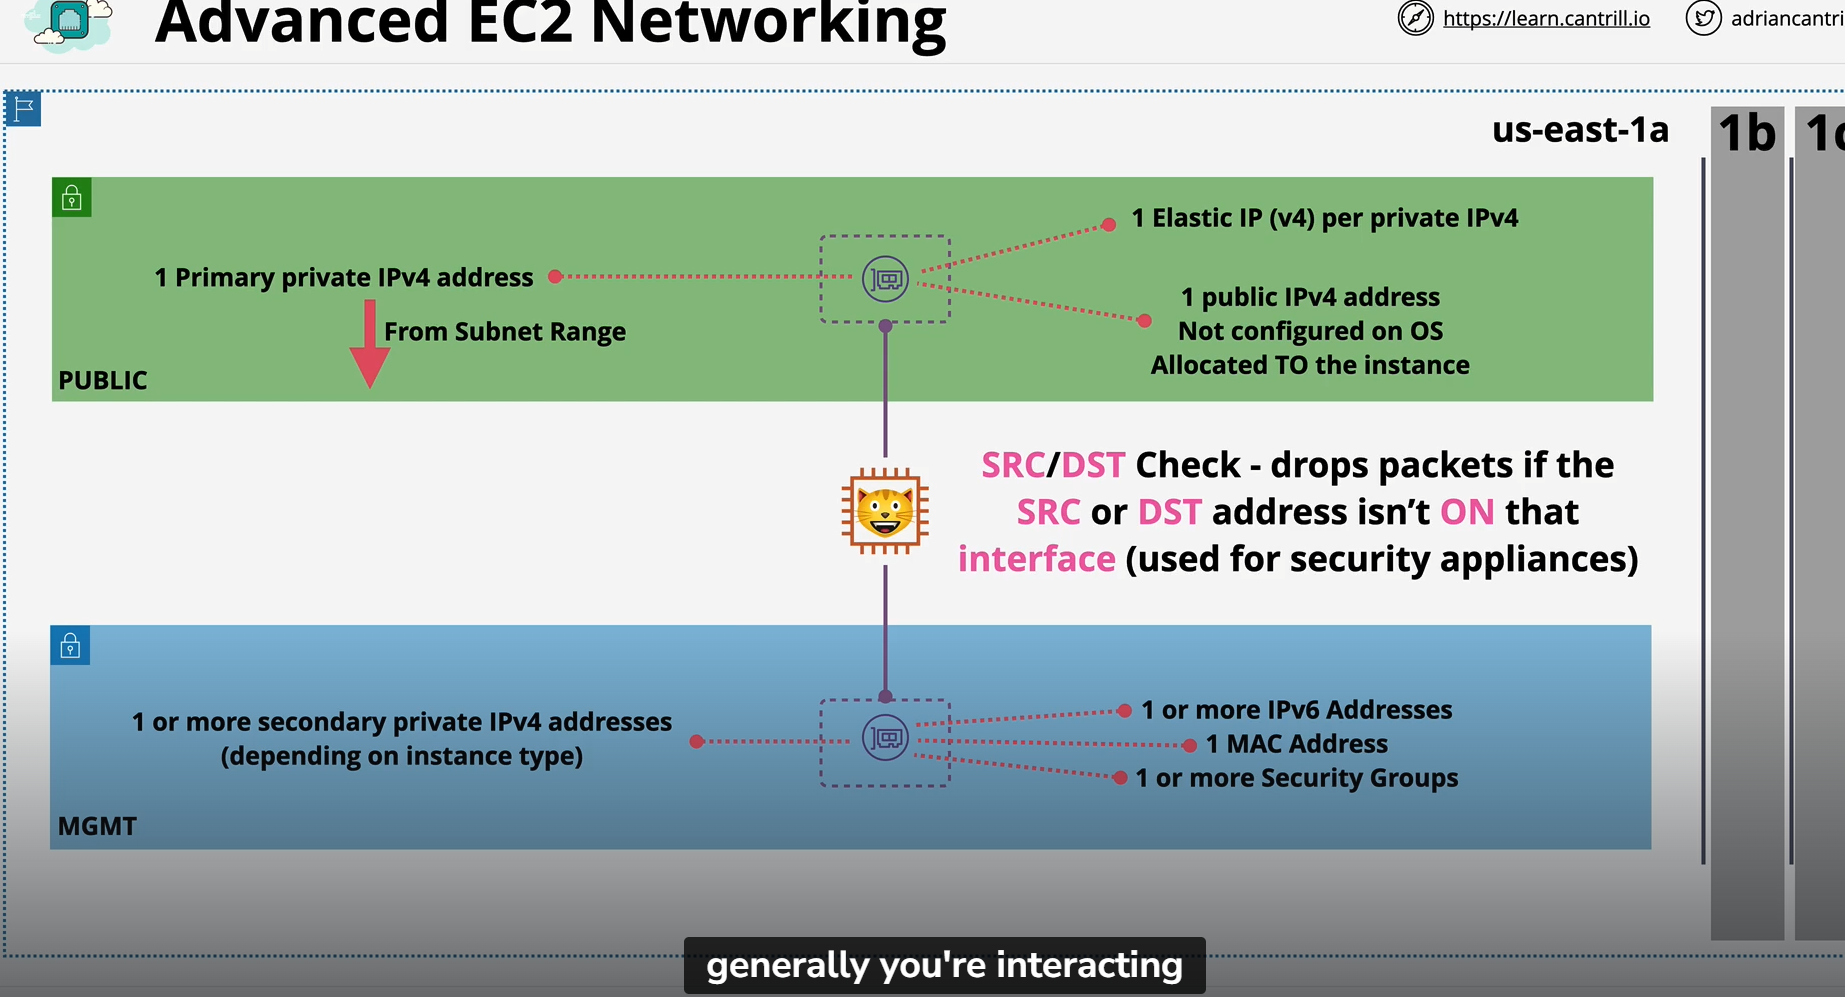 Advanced EC2 Networking
https://learn.cantrill.io
adriancantri
us-east-1a
1b
1c
1 Elastic IP (v4) per private IPv4
1 Primary private IPv4 address
From Subnet Range
1 public IPv4 address
Not configured on OS
Allocated TO the instance
PUBLIC
SRC/DST Check - drops packets if the
SRC or DST address isn’t ON that
interface (used for security appliances)
1 or more secondary private IPv4 addresses
(depending on instance type)
1 or more IPv6 Addresses
1 MAC Address
1 or more Security Groups
MGMT
generally you're interacting